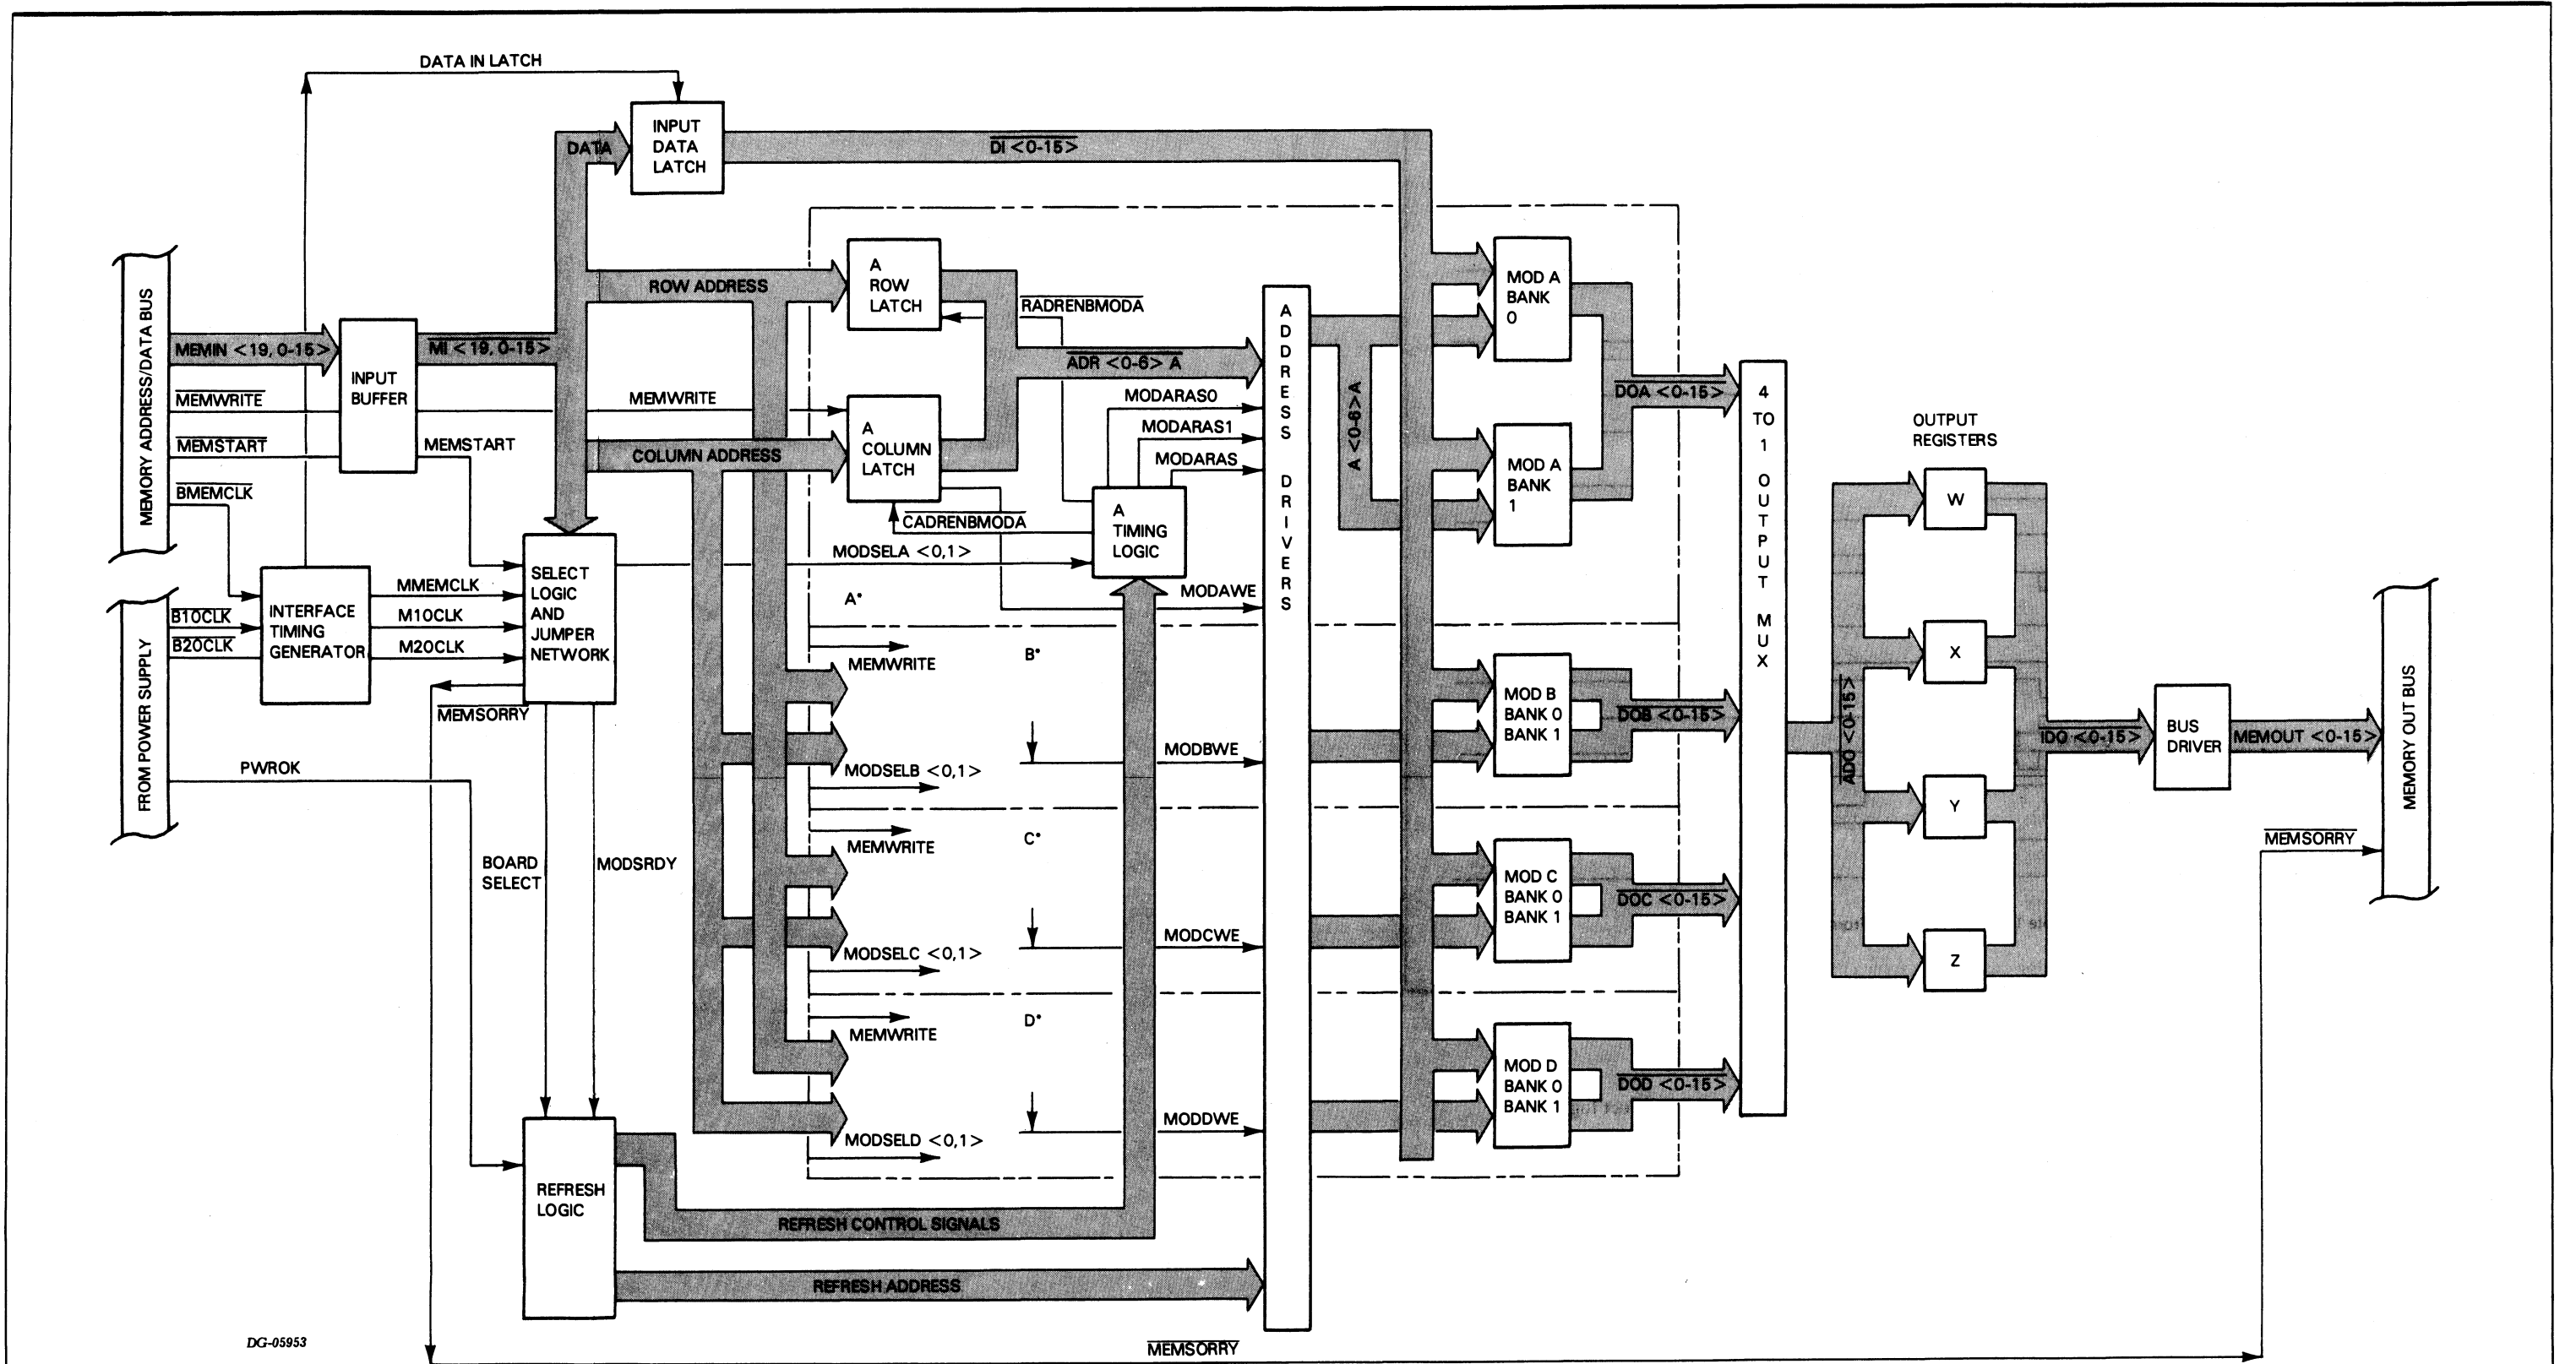 DATA IN LATCH
INPUT
DATA
LATCH
DATA
DI <0-15>
MEMORY ADDRESS/DATA BUS
MEMIN <19, 0-15>
MEMWRITE
MEMSTART
BMEMCLK
INPUT
BUFFER
MI <19, 0-15>
MEMSTART
ROW ADDRESS
MEMWRITE
COLUMN ADDRESS
A
ROW
LATCH
RADRENBMODA
ADR <0-6> A
A
COLUMN
LATCH
CADRENBMODA
MODARAS0
MODARAS1
MODARAS
A
TIMING
LOGIC
MODSELA <0,1>
MODAWE
A*
ADDRESS DRIVERS
A <0-6>A
MOD A
BANK
0
MOD A
BANK
1
DOA <0-15>
4
TO
1
OUTPUT
MUX
OUTPUT
REGISTERS
W
X
Y
Z
ADO <0-15>
IDO <0-15>
BUS
DRIVER
MEMOUT <0-15>
MEMORY OUT BUS
MEMSORRY
FROM POWER SUPPLY
B10CLK
B20CLK
PWROK
INTERFACE
TIMING
GENERATOR
MMEMCLK
M10CLK
M20CLK
SELECT
LOGIC
AND
JUMPER
NETWORK
MEMSORRY
BOARD
SELECT
MODSRDY
MEMWRITE
B*
MODSELB <0,1>
MODBWE
MOD B
BANK 0
BANK 1
DOB <0-15>
MEMWRITE
C*
MODSELC <0,1>
MODCWE
MOD C
BANK 0
BANK 1
DOC <0-15>
MEMWRITE
D*
MODSELD <0,1>
MODDWE
MOD D
BANK 0
BANK 1
DOD <0-15>
REFRESH
LOGIC
REFRESH CONTROL SIGNALS
REFRESH ADDRESS
DG-05953
MEMSORRY